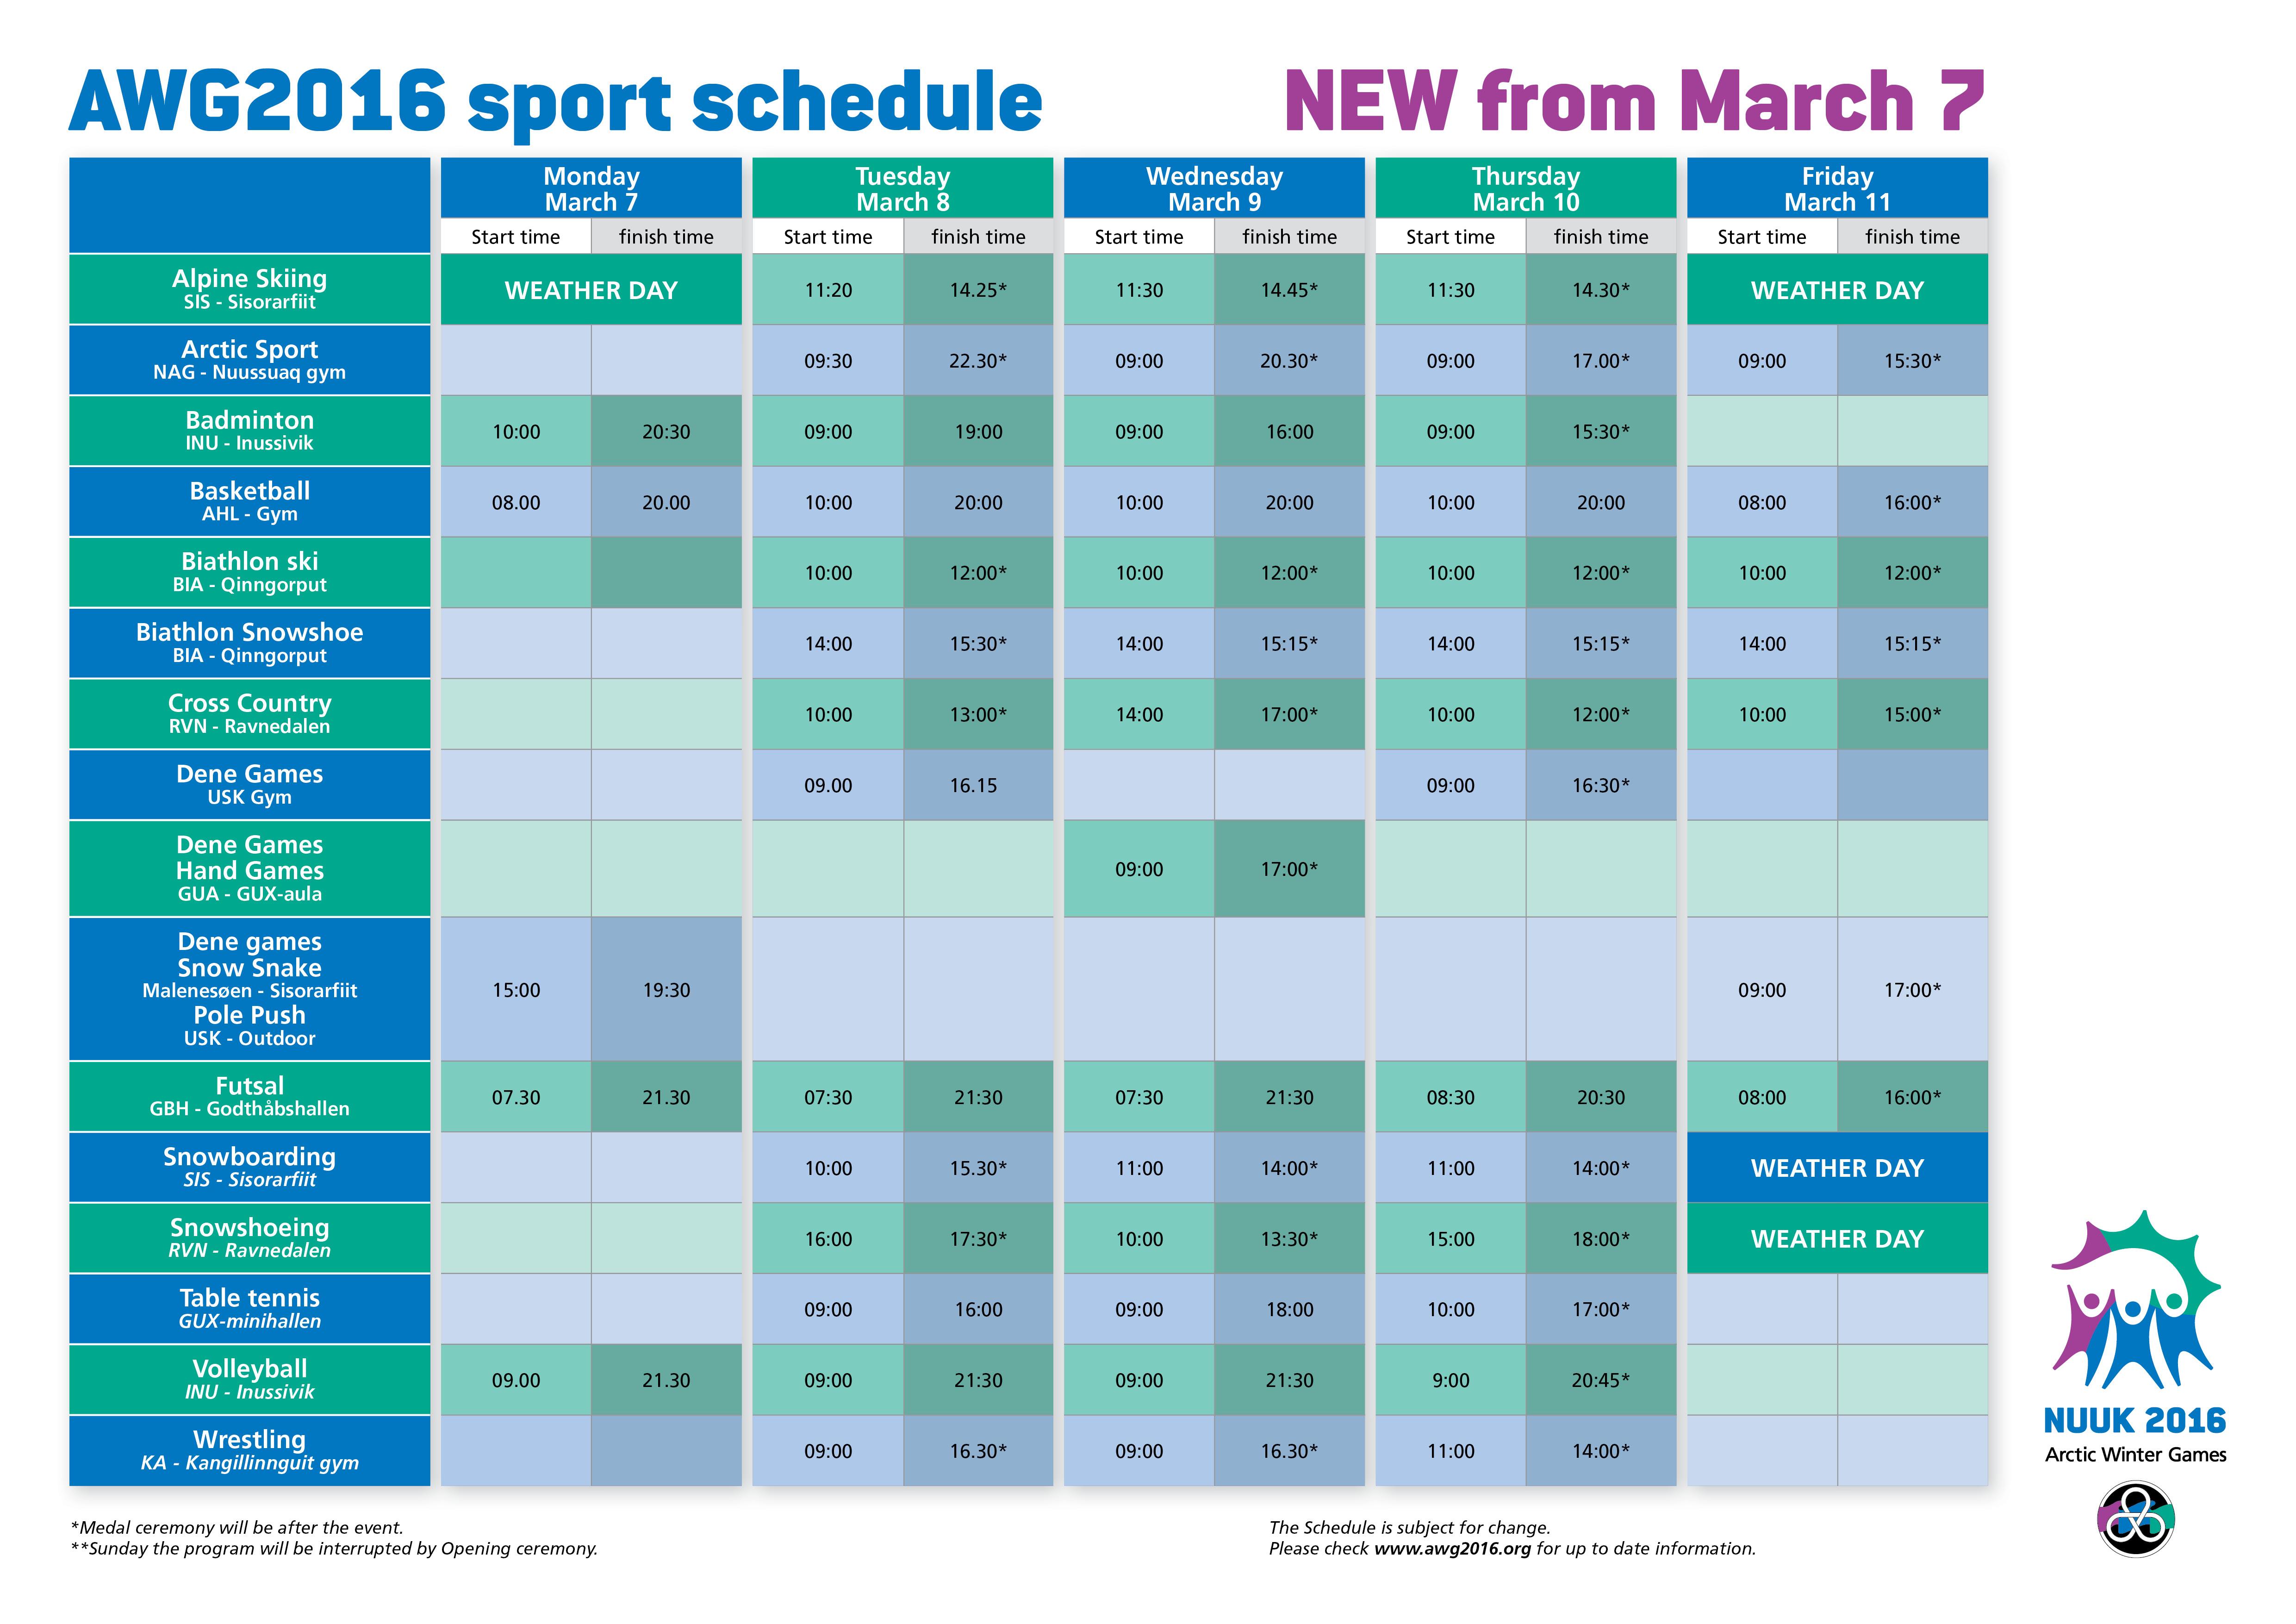 AWG2016 sport schedule NEW from March 7
Monday Tuesday Wednesday Thursday Friday
March 7 March 8 March 9 March 10 March 11
Start time finish time Start time finish time Start time finish time Start time finish time Start time finish time
Alpine Skiing
SIS - Sisorarfiit
WEATHER DAY 11:20 14.25* 11:30 14.45* 11:30 14.30* WEATHER DAY
Arctic Sport
NAG - Nuussuaq gym
09:30 22.30* 09:00 20.30* 09:00 17.00* 09:00 15:30*
Badminton
INU - Inussivik
10:00 20:30 09:00 19:00 09:00 16:00 09:00 15:30*
Basketball
AHL - Gym
08.00 20.00 10:00 20:00 10:00 20:00 10:00 20:00 08:00 16:00*
Biathlon ski
BIA - Qinngorput
10:00 12:00* 10:00 12:00* 10:00 12:00* 10:00 12:00*
Biathlon Snowshoe
BIA - Qinngorput
14:00 15:30* 14:00 15:15* 14:00 15:15* 14:00 15:15*
Cross Country
RVN - Ravnedalen
10:00 13:00* 14:00 17:00* 10:00 12:00* 10:00 15:00*
Dene Games
USK Gym
09.00 16.15 09:00 16:30*
Dene Games
Hand Games
GUA - GUX-aula
09:00 17:00*
Dene games
Snow Snake
Malenesøen - Sisorarfiit
Pole Push
USK - Outdoor
15:00 19:30 09:00 17:00*
Futsal
GBH - Godthåbshallen
07.30 21.30 07:30 21:30 07:30 21:30 08:30 20:30 08:00 16:00*
Snowboarding
SIS - Sisorarfiit
10:00 15.30* 11:00 14:00* 11:00 14:00* WEATHER DAY
Snowshoeing
RVN - Ravnedalen
16:00 17:30* 10:00 13:30* 15:00 18:00* WEATHER DAY
Table tennis
GUX-minihallen
09:00 16:00 09:00 18:00 10:00 17:00*
Volleyball
INU - Inussivik
09.00 21.30 09:00 21:30 09:00 21:30 9:00 20:45*
Wrestling
KA - Kangillinnguit gym
09:00 16.30* 09:00 16.30* 11:00 14:00*
NUUK 2016
Arctic Winter Games
*Medal ceremony will be after the event.
**Sunday the program will be interrupted by Opening ceremony.
The Schedule is subject for change.
Please check www.awg2016.org for up to date information.